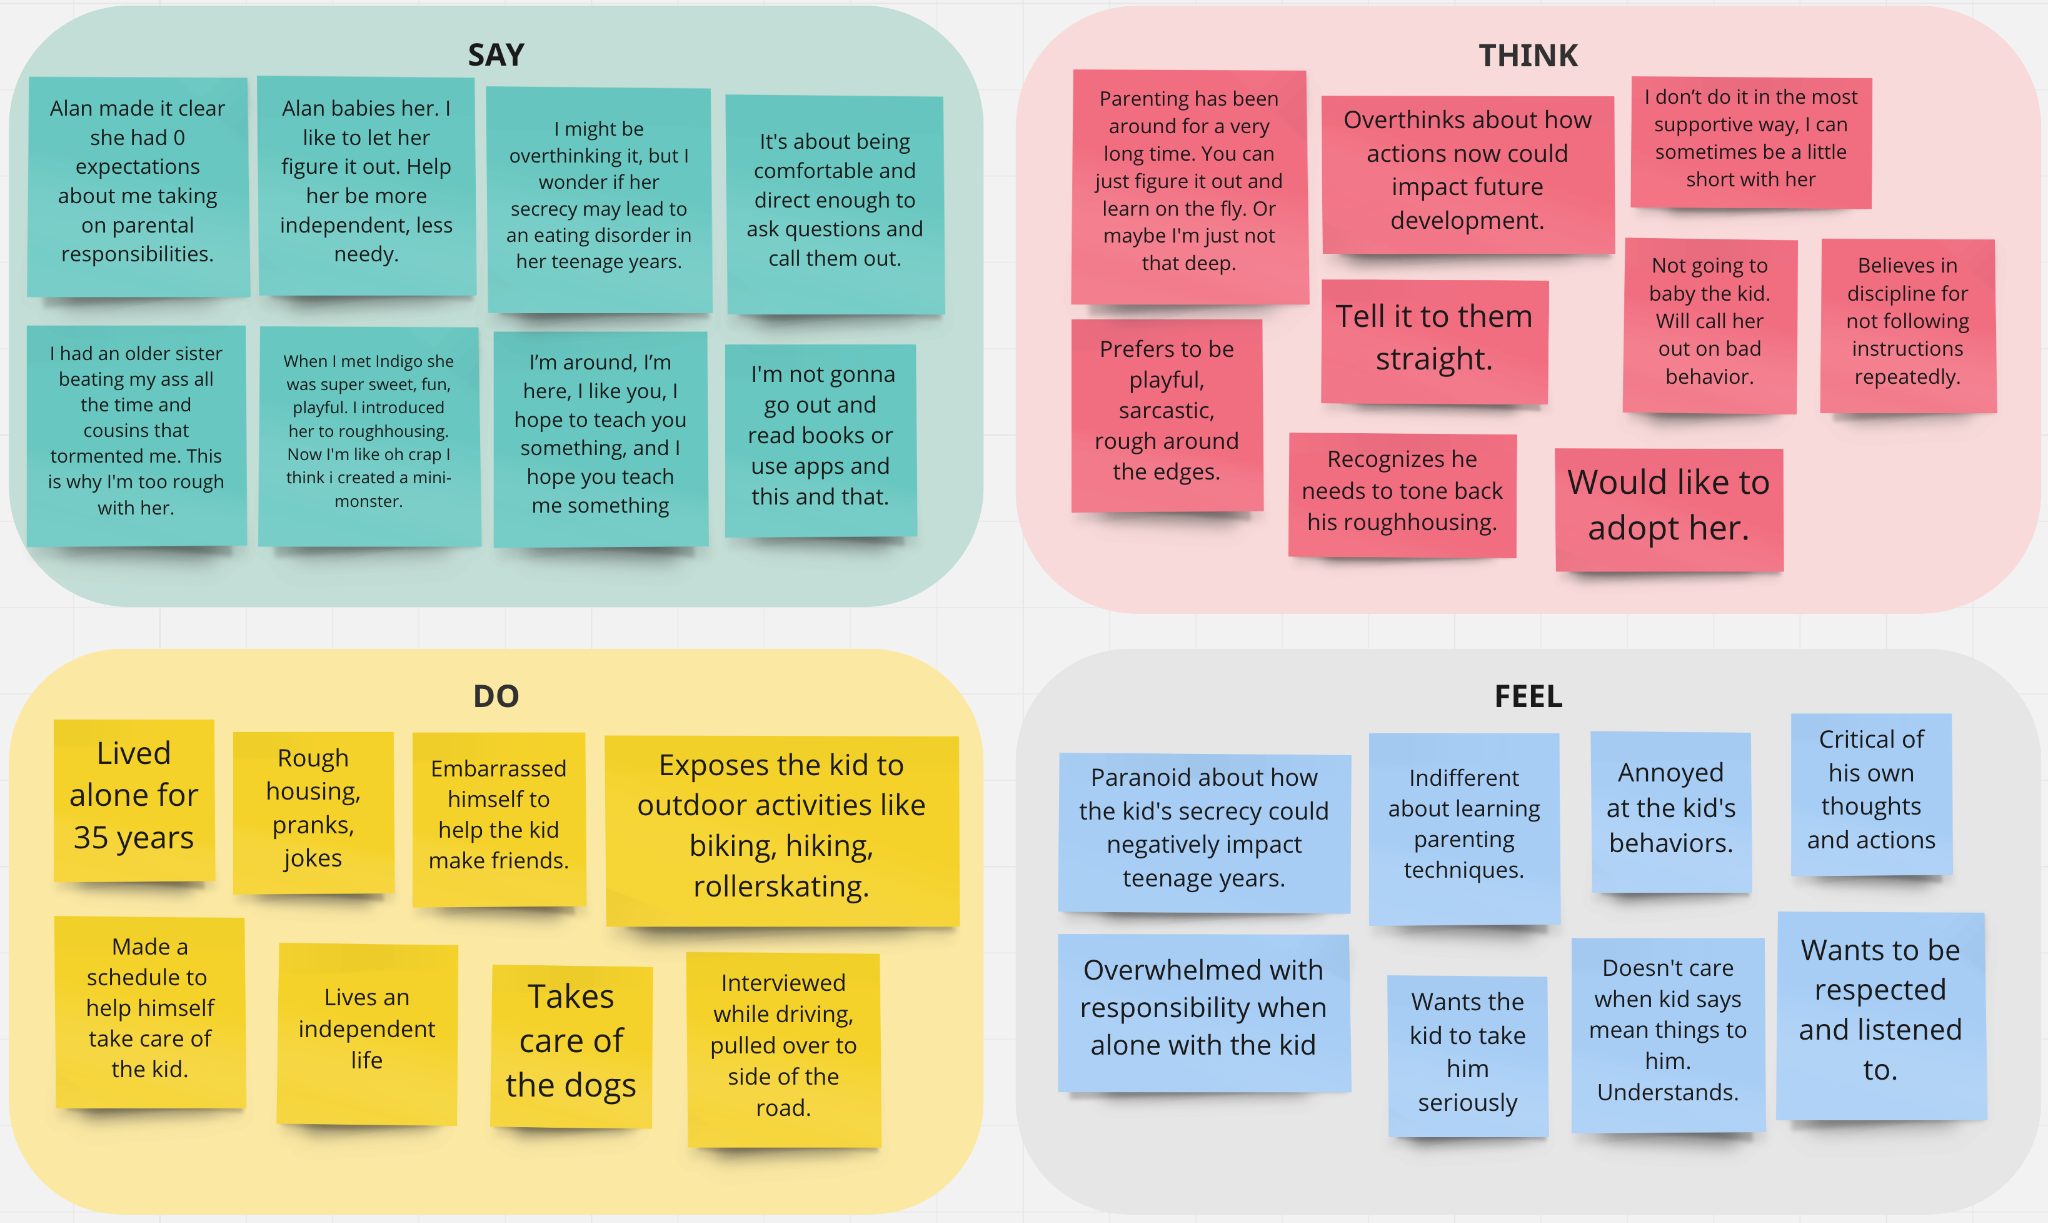 SAY
Alan made it clear
she had 0
expectations
about me taking
on parental
responsibilities.
Alan babies her. I
like to let her
figure it out. Help
her be more
independent, less
needy.
I might be
overthinking it, but I
wonder if her
secrecy may lead to
an eating disorder in
her teenage years.
It's about being
comfortable and
direct enough to
ask questions and
call them out.
I had an older sister
beating my ass all
the time and
cousins that
tormented me. This
is why I'm too rough
with her.
When I met Indigo she
was super sweet, fun,
playful. I introduced
her to roughhousing.
Now I'm like oh crap I
think i created a mini-
monster.
I’m around, I’m
here, I like you, I
hope to teach you
something, and I
hope you teach
me something
I'm not gonna
go out and
read books or
use apps and
this and that.
THINK
Parenting has been
around for a very
long time. You can
just figure it out and
learn on the fly. Or
maybe I'm just not
that deep.
Overthinks about how
actions now could
impact future
development.
I don’t do it in the most
supportive way, I can
sometimes be a little
short with her
Not going to
baby the kid.
Will call her
out on bad
behavior.
Believes in
discipline for
not following
instructions
repeatedly.
Tell it to them
straight.
Prefers to be
playful,
sarcastic,
rough around
the edges.
Recognizes he
needs to tone back
his roughhousing.
Would like to
adopt her.
DO
Lived
alone for
35 years
Rough
housing,
pranks,
jokes
Embarrassed
himself to
help the kid
make friends.
Exposes the kid to
outdoor activities like
biking, hiking,
rollerskating.
Made a
schedule to
help himself
take care of
the kid.
Lives an
independent
life
Takes
care of
the dogs
Interviewed
while driving,
pulled over to
side of the
road.
FEEL
Paranoid about how
the kid's secrecy could
negatively impact
teenage years.
Indifferent
about learning
parenting
techniques.
Annoyed
at the kid's
behaviors.
Critical of
his own
thoughts
and actions
Overwhelmed with
responsibility when
alone with the kid
Wants the
kid to take
him
seriously
Doesn't care
when kid says
mean things to
him.
Understands.
Wants to be
respected
and listened
to.